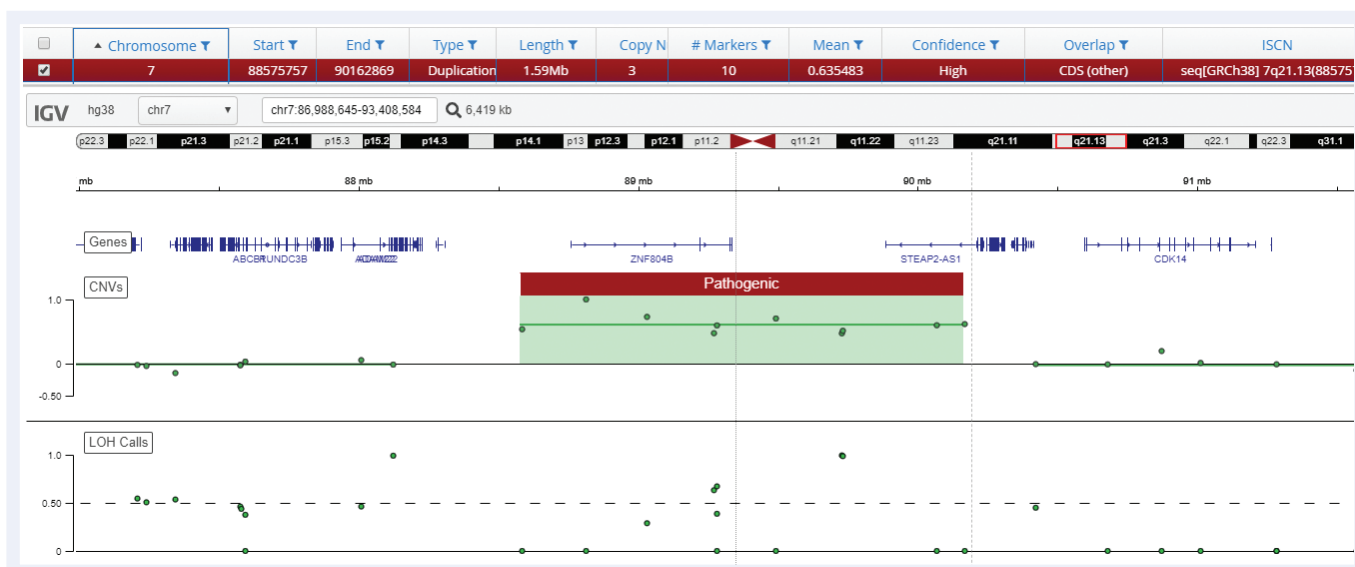 Chromosome Start End Type Length Copy N # Markers Mean Confidence Overlap ISCN
7 88575757 90162869 Duplication 1.59Mb 3 10 0.635483 High CDS (other) seq[GRCh38] 7q21.13(885757
IGV hg38 chr7 chr7:86,988,645-93,408,584 6,419 kb
p22.3 p22.1 p21.3 p21.2 p21.1 p15.3 p15.2 p14.3 p14.1 p13 p12.3 p12.1 p11.2 q11.21 q11.22 q11.23 q21.11 q21.13 q21.3 q22.1 q22.3 q31.1
mb 88 mb 89 mb 90 mb 91 mb
Genes
RUNDC3B ZNF804B STEAP2-AS1 CDK14
CNVs
Pathogenic
1.0
0
-0.50
LOH Calls
1.0
0.50
0